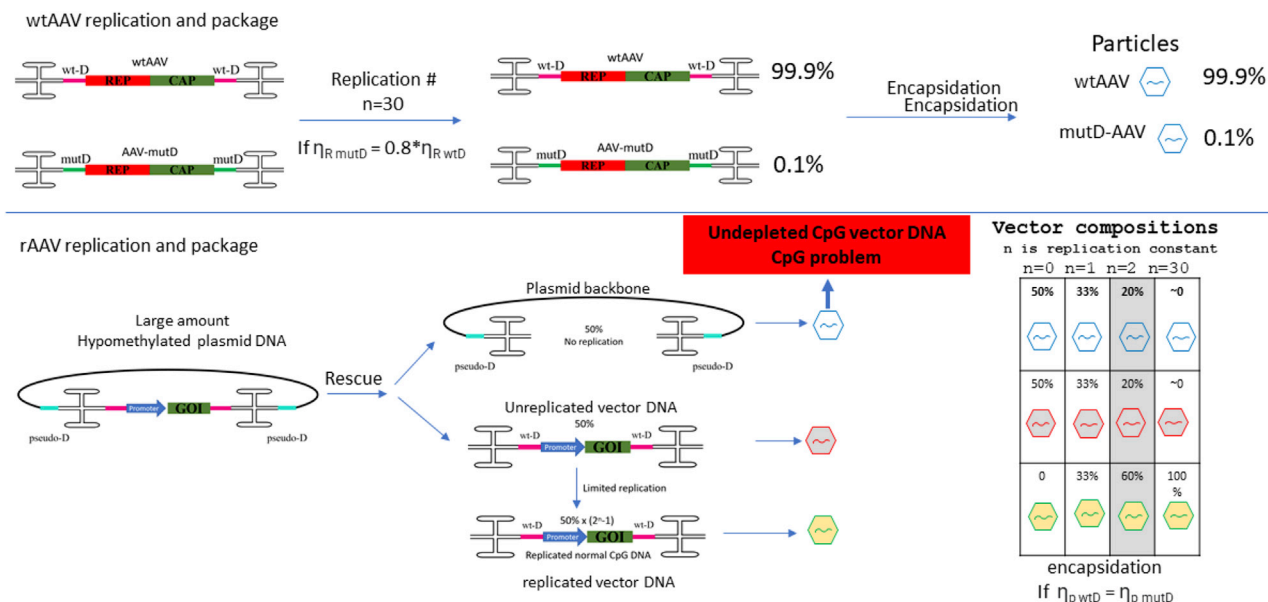 wtAAV replication and package
wt-D wtAAV wt-D
REP CAP
mutD AAV-mutD mutD
REP CAP
Replication #
n=30
If ηR mutD = 0.8*ηR wtD
wt-D wtAAV wt-D
REP CAP
99.9%
mutD AAV-mutD mutD
REP CAP
0.1%
Encapsidation
Encapsidation
Particles
wtAAV 99.9%
mutD-AAV 0.1%
rAAV replication and package
Large amount
Hypomethylated plasmid DNA
Promoter GOI
pseudo-D pseudo-D
Rescue
Undepleted CpG vector DNA
CpG problem
Plasmid backbone
50%
No replication
pseudo-D pseudo-D
Unreplicated vector DNA
50%
wt-D wt-D
Promoter GOI
Limited replication
50% x (2ⁿ-1)
wt-D wt-D
Promoter GOI
Replicated normal CpG DNA
replicated vector DNA
Vector compositions
n is replication constant
n=0 n=1 n=2 n=30
50% 33% 20% ~0
50% 33% 20% ~0
0 33% 60% 100
%
encapsidation
If ηp wtD = ηp mutD